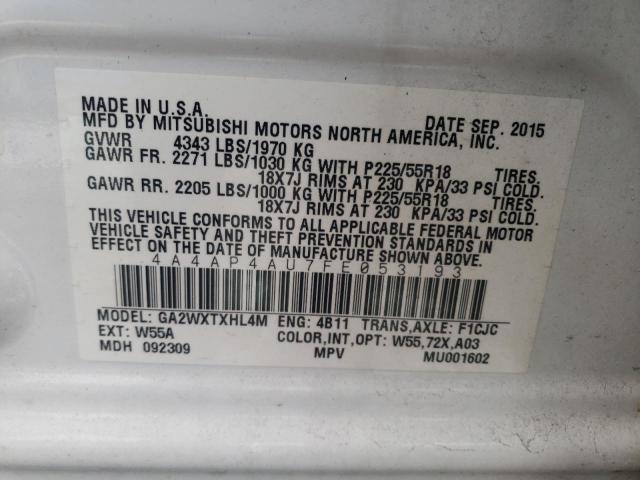 MADE IN U.S.A DATE SEP. 2015
MFD BY MITSUBISHI MOTORS NORTH AMERICA, INC.
GVWR 4343 LBS/1970 KG
GAWR FR. 2271 LBS/1030 KG WITH P225/55R18 TIRES.
18X7J RIMS AT 230 KPA/33 PSI COLD.
GAWR RR. 2205 LBS/1000 KG WITH P225/55R18 TIRES.
18X7J RIMS AT 230 KPA/33 PSI COLD.
THIS VEHICLE CONFORMS TO ALL APPLICABLE FEDERAL MOTOR
VEHICLE SAFETY AND THEFT PREVENTION STANDARDS IN
EFFECT ON THE DATE OF MANUFACTURE SHOWN ABOVE.
4A4AP4AU7FE053193
MODEL: GA2WXTXHL4M ENG: 4B11 TRANS,AXLE: F1CJC
EXT: W55A COLOR,INT,OPT: W55,72X,A03
MDH 092309 MPV MU001602